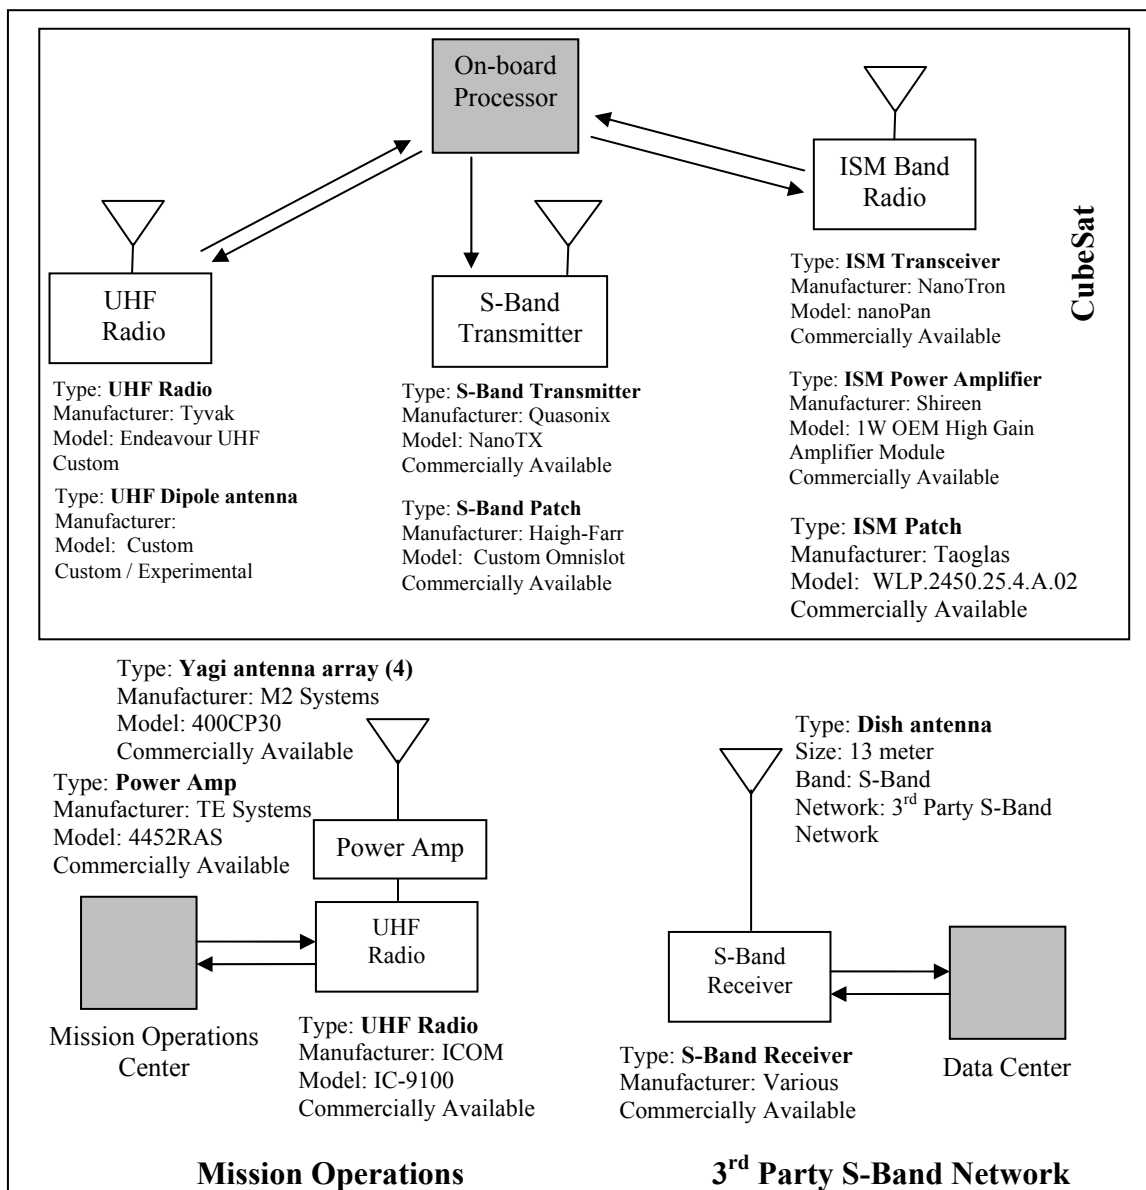 On-board
Processor
ISM Band
Radio
CubeSat
UHF
Radio
S-Band
Transmitter
Type: ISM Transceiver
Manufacturer: NanoTron
Model: nanoPan
Commercially Available
Type: UHF Radio
Manufacturer: Tyvak
Model: Endeavour UHF
Custom
Type: UHF Dipole antenna
Manufacturer:
Model: Custom
Custom / Experimental
Type: S-Band Transmitter
Manufacturer: Quasonix
Model: NanoTX
Commercially Available
Type: S-Band Patch
Manufacturer: Haigh-Farr
Model: Custom Omnislot
Commercially Available
Type: ISM Power Amplifier
Manufacturer: Shireen
Model: 1W OEM High Gain
Amplifier Module
Commercially Available
Type: ISM Patch
Manufacturer: Taoglas
Model: WLP.2450.25.4.A.02
Commercially Available
Type: Yagi antenna array (4)
Manufacturer: M2 Systems
Model: 400CP30
Commercially Available
Type: Power Amp
Manufacturer: TE Systems
Model: 4452RAS
Commercially Available
Power Amp
UHF
Radio
Mission Operations
Center
Type: UHF Radio
Manufacturer: ICOM
Model: IC-9100
Commercially Available
Mission Operations
Type: Dish antenna
Size: 13 meter
Band: S-Band
Network: 3rd Party S-Band
Network
S-Band
Receiver
Type: S-Band Receiver
Manufacturer: Various
Commercially Available
Data Center
3rd Party S-Band Network